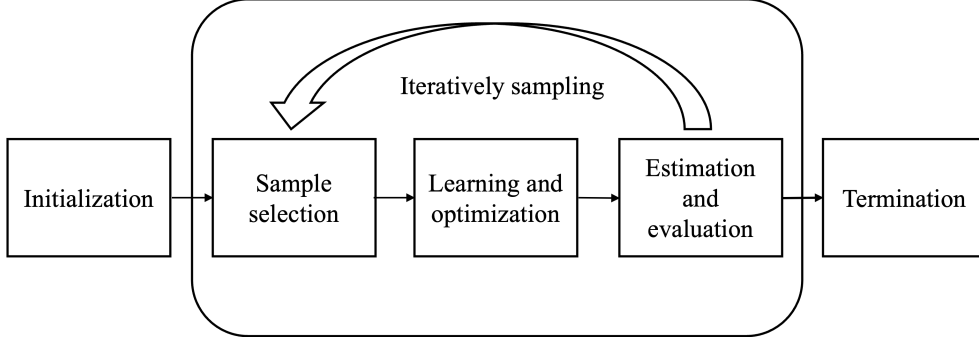 Iteratively sampling
Initialization
Sample
selection
Learning and
optimization
Estimation
and
evaluation
Termination